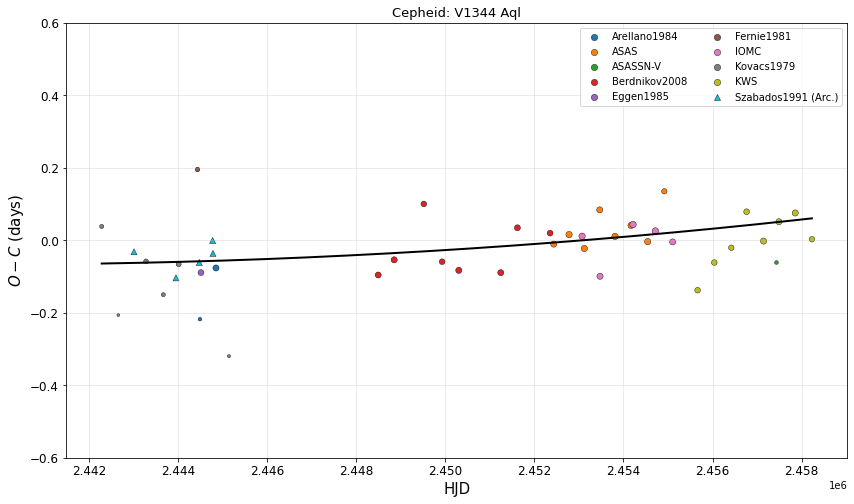 Cepheid: V1344 Aql
Arellano1984
ASAS
ASASSN-V
Berdnikov2008
Eggen1985
Fernie1981
IOMC
Kovacs1979
KWS
Szabados1991 (Arc.)
O − C (days)
0.6
0.4
0.2
0.0
−0.2
−0.4
−0.6
2.442 2.444 2.446 2.448 2.450 2.452 2.454 2.456 2.458
1e6
HJD